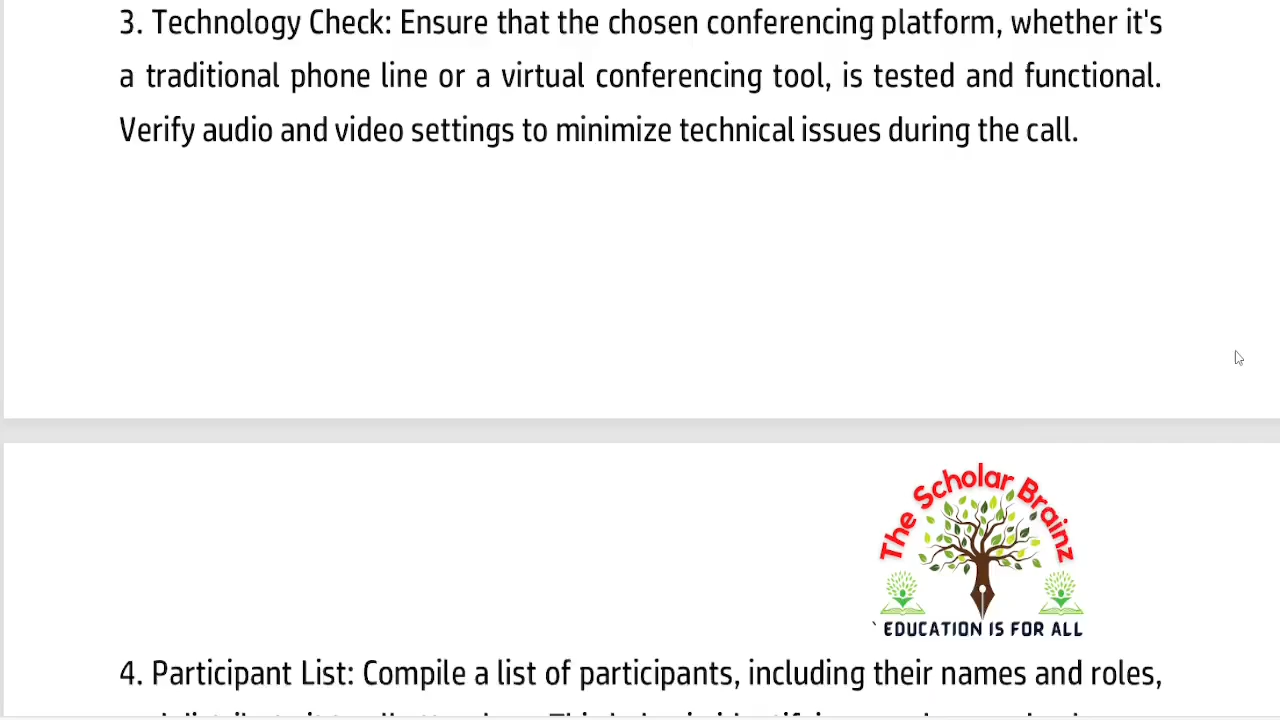 3. Technology Check: Ensure that the chosen conferencing platform, whether it's
a traditional phone line or a virtual conferencing tool, is tested and functional.
Verify audio and video settings to minimize technical issues during the call.
The Scholar Brainz
` EDUCATION IS FOR ALL
4. Participant List: Compile a list of participants, including their names and roles,